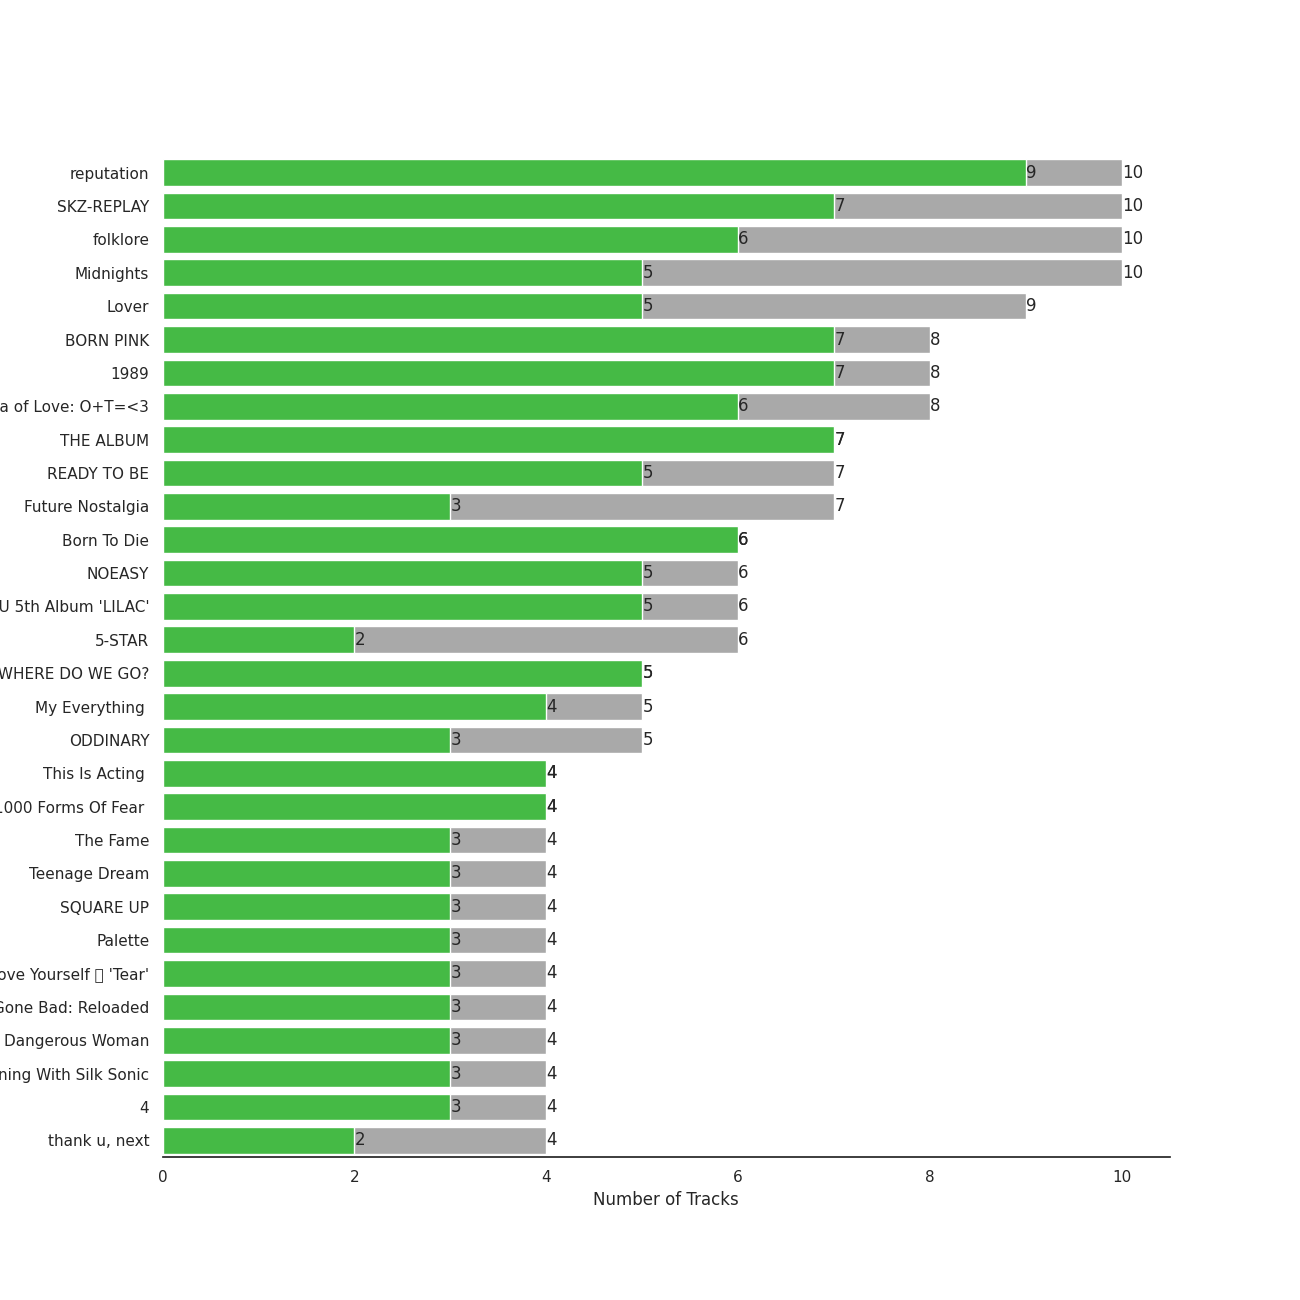 reputation 9 10
SKZ-REPLAY 7 10
folklore 6 10
Midnights 5 10
Lover 5 9
BORN PINK 7 8
1989 7 8
a of Love: O+T=<3 6 8
THE ALBUM 7
READY TO BE 5 7
Future Nostalgia 3 7
Born To Die 6
NOEASY 5 6
U 5th Album 'LILAC' 5 6
5-STAR 2 6
WHERE DO WE GO? 5
My Everything 4 5
ODDINARY 3 5
This Is Acting 4
1000 Forms Of Fear 4
The Fame 3 4
Teenage Dream 3 4
SQUARE UP 3 4
Palette 3 4
ove Yourself 'Tear' 3 4
Gone Bad: Reloaded 3 4
Dangerous Woman 3 4
ning With Silk Sonic 3 4
4 3 4
thank u, next 2 4
0 2 4 6 8 10
Number of Tracks